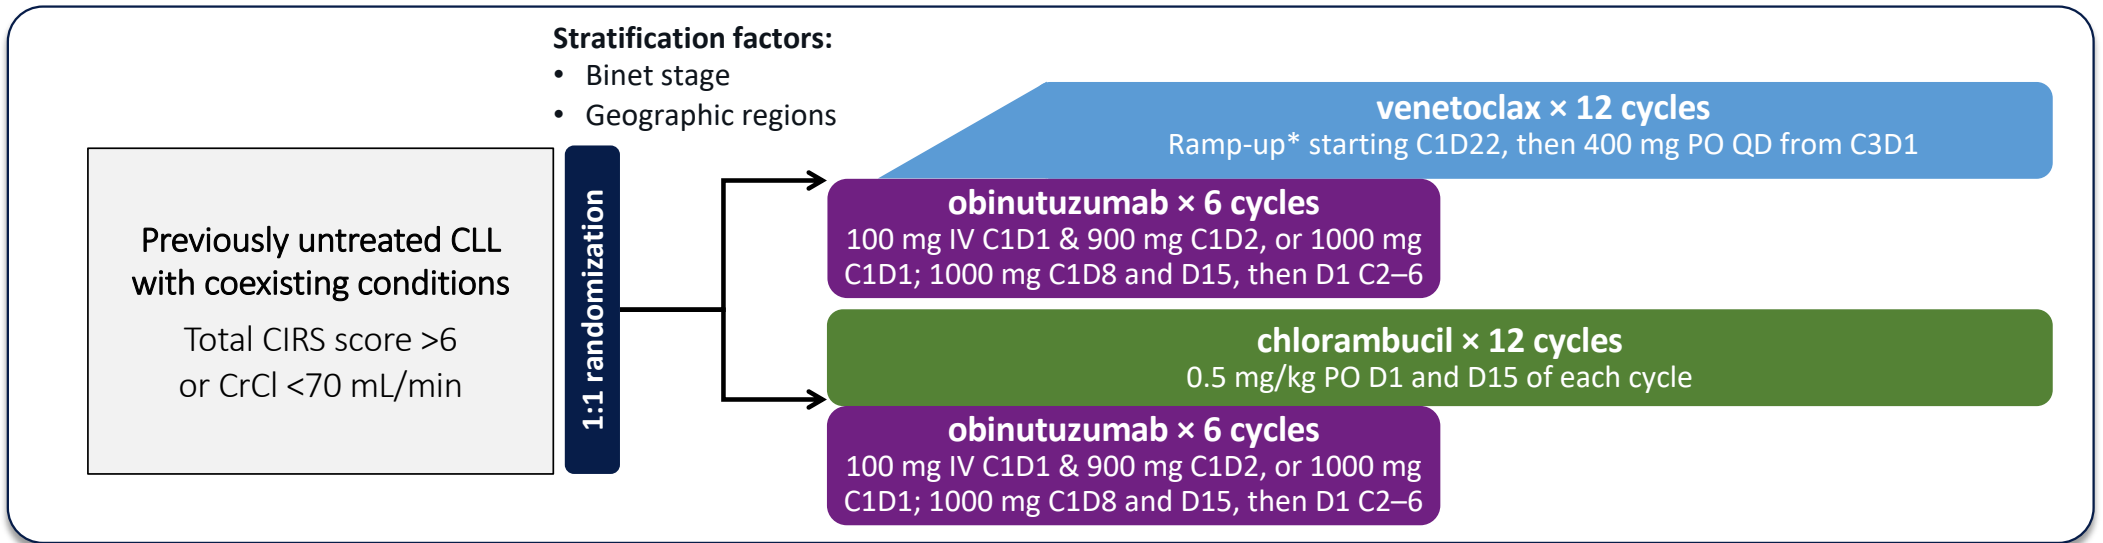 Stratification factors:
• Binet stage
• Geographic regions
Previously untreated CLL
with coexisting conditions
Total CIRS score >6
or CrCl <70 mL/min
1:1 randomization
venetoclax × 12 cycles
Ramp-up* starting C1D22, then 400 mg PO QD from C3D1
obinutuzumab × 6 cycles
100 mg IV C1D1 & 900 mg C1D2, or 1000 mg
C1D1; 1000 mg C1D8 and D15, then D1 C2–6
chlorambucil × 12 cycles
0.5 mg/kg PO D1 and D15 of each cycle
obinutuzumab × 6 cycles
100 mg IV C1D1 & 900 mg C1D2, or 1000 mg
C1D1; 1000 mg C1D8 and D15, then D1 C2–6